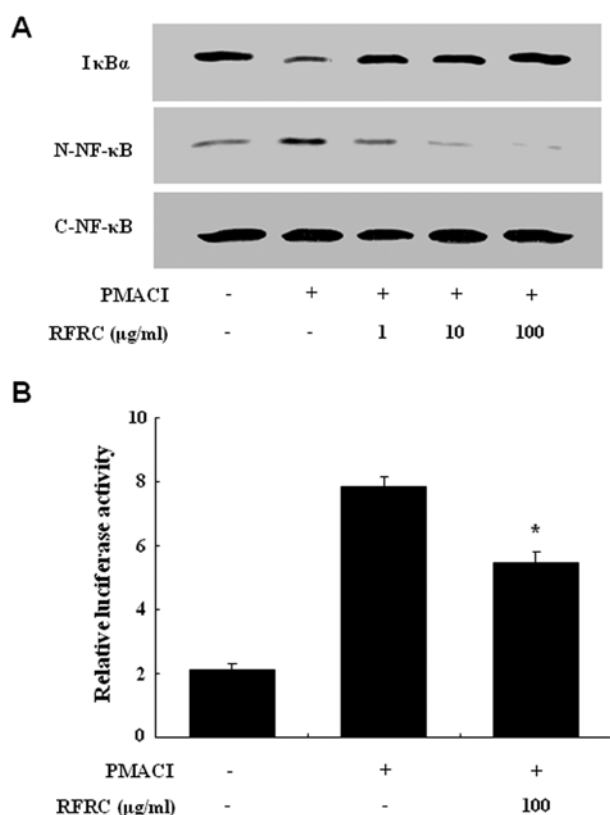 A
IκBα
N-NF-κB
C-NF-κB
PMACI - + + + +
RFRC (μg/ml) - - 1 10 100
B
Relative luciferase activity
10
8
*
6
4
2
0
PMACI - + +
RFRC (μg/ml) - - 100